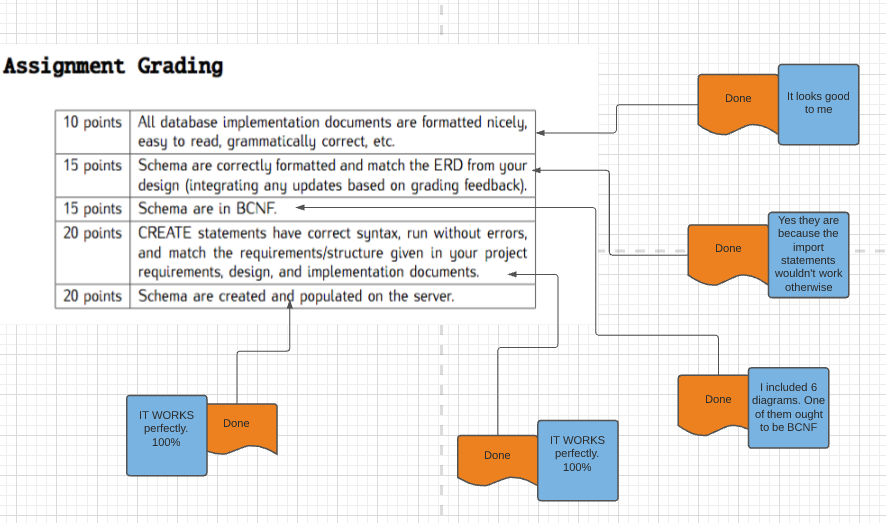 Assignment Grading
10 points All database implementation documents are formatted nicely,
easy to read, grammatically correct, etc.
15 points Schema are correctly formatted and match the ERD from your
design (integrating any updates based on grading feedback).
15 points Schema are in BCNF.
20 points CREATE statements have correct syntax, run without errors,
and match the requirements/structure given in your project
requirements, design, and implementation documents.
20 points Schema are created and populated on the server.
Done
It looks good
to me
Done
Yes they are
because the
import
statements
wouldn't work
otherwise
Done
I included 6
diagrams. One
of them ought
to be BCNF
IT WORKS
perfectly.
100%
Done
Done
IT WORKS
perfectly.
100%